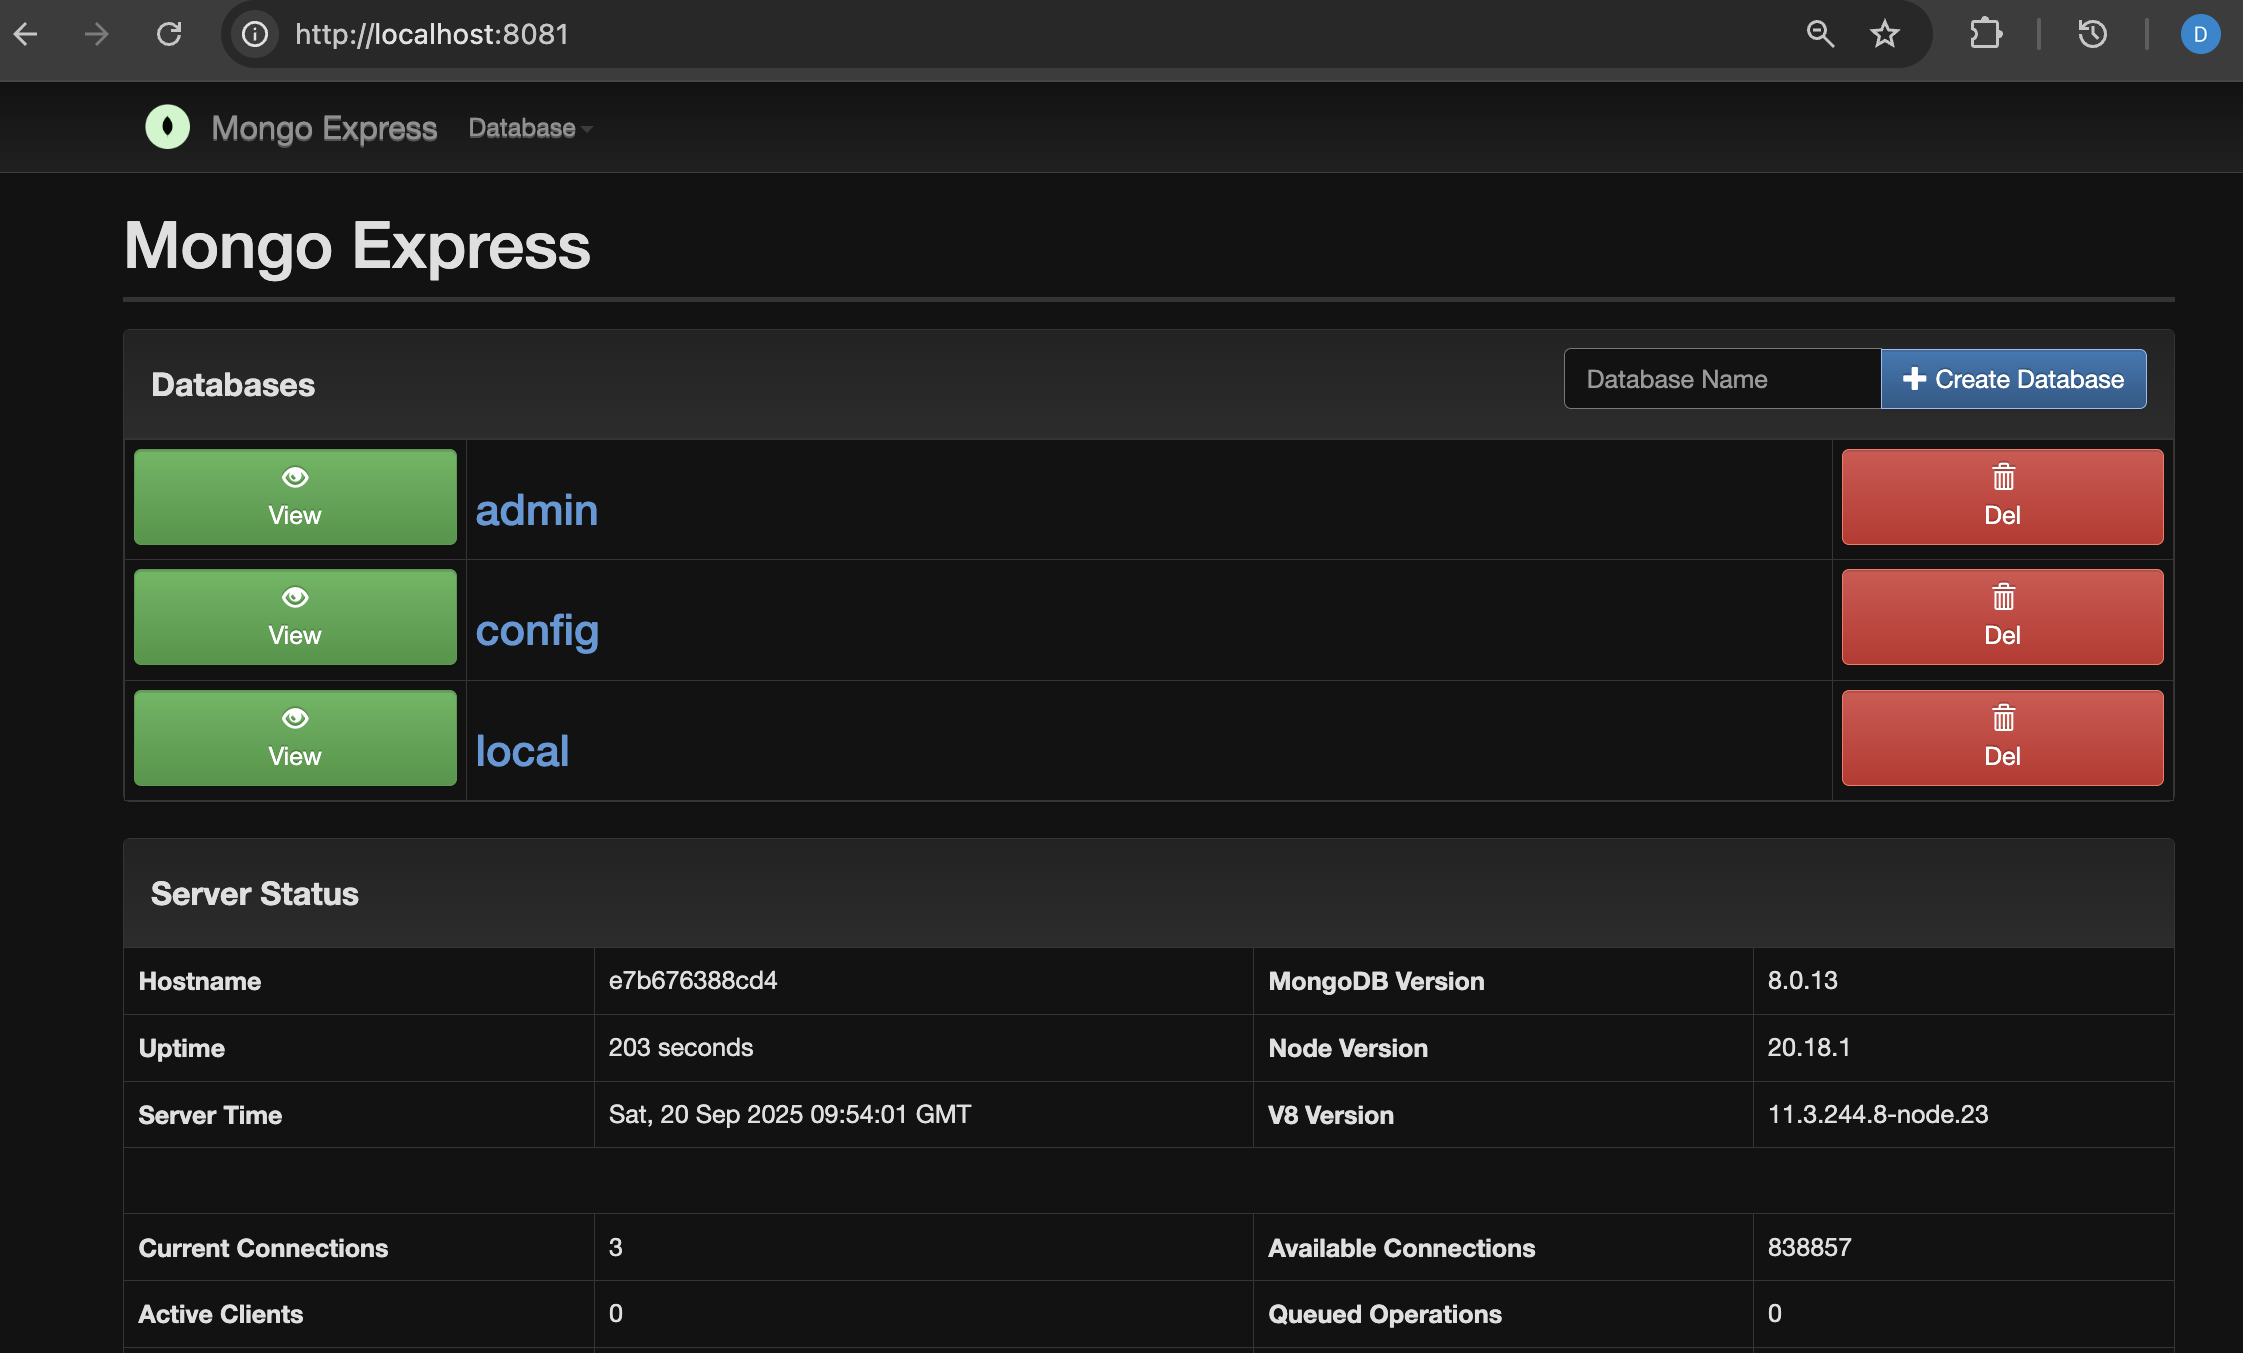 http://localhost:8081
D
Mongo Express Database
Mongo Express
Databases
Database Name
Create Database
View admin Del
View config Del
View local Del
Server Status
Hostname e7b676388cd4 MongoDB Version 8.0.13
Uptime 203 seconds Node Version 20.18.1
Server Time Sat, 20 Sep 2025 09:54:01 GMT V8 Version 11.3.244.8-node.23
Current Connections 3 Available Connections 838857
Active Clients 0 Queued Operations 0